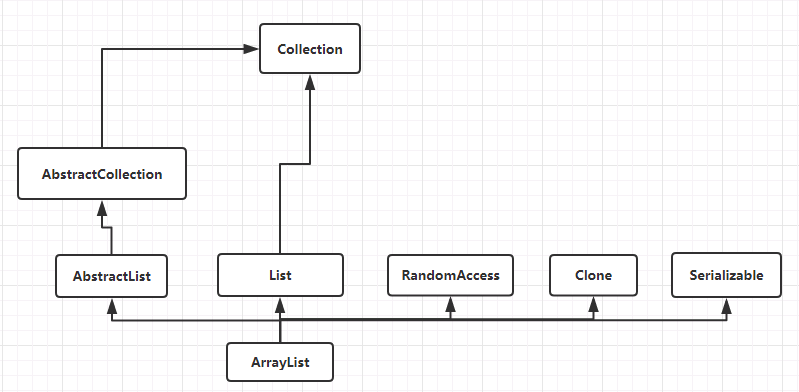 Collection
AbstractCollection
AbstractList
List
RandomAccess
Clone
Serializable
ArrayList